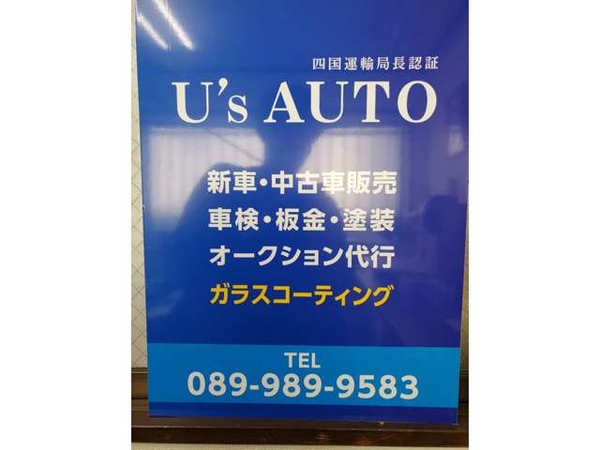 四国運輸局長認証
U's AUTO
新車・中古車販売
車検・板金・塗装
オークション代行
ガラスコーティング
TEL
089-989-9583